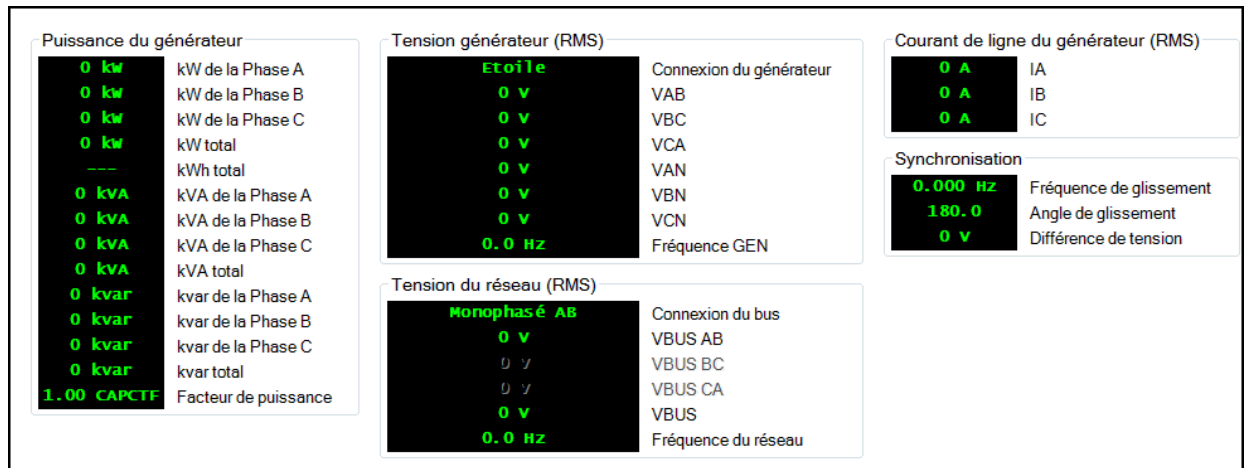 Puissance du générateur
0 kW kW de la Phase A
0 kW kW de la Phase B
0 kW kW de la Phase C
0 kW kW total
--- kWh total
0 kVA kVA de la Phase A
0 kVA kVA de la Phase B
0 kVA kVA de la Phase C
0 kVA kVA total
0 kvar kvar de la Phase A
0 kvar kvar de la Phase B
0 kvar kvar de la Phase C
0 kvar kvar total
1.00 CAPCTF Facteur de puissance
Tension générateur (RMS)
Etoile Connexion du générateur
0 V VAB
0 V VBC
0 V VCA
0 V VAN
0 V VBN
0 V VCN
0.0 Hz Fréquence GEN
Tension du réseau (RMS)
Monophasé AB Connexion du bus
0 V VBUS AB
0 V VBUS BC
0 V VBUS CA
0 V VBUS
0.0 Hz Fréquence du réseau
Courant de ligne du générateur (RMS)
0 A IA
0 A IB
0 A IC
Synchronisation
0.000 Hz Fréquence de glissement
180.0 Angle de glissement
0 V Différence de tension